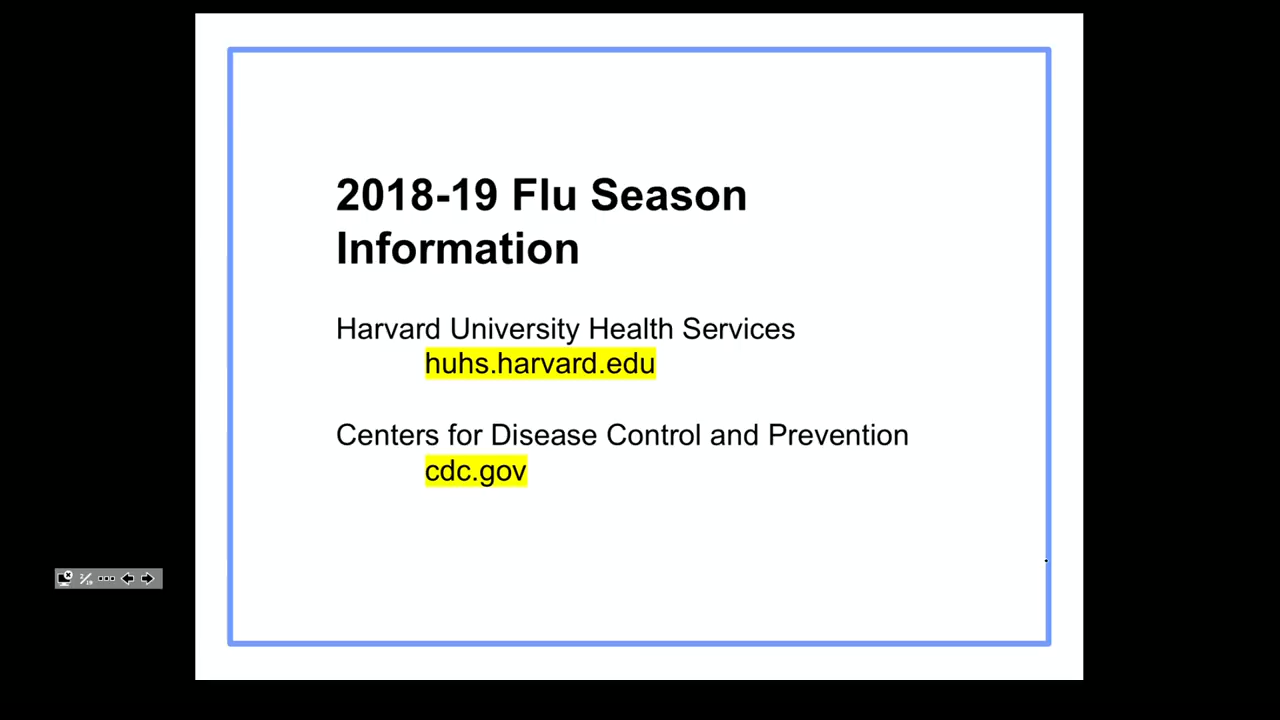 2018-19 Flu Season
Information
Harvard University Health Services
huhs.harvard.edu
Centers for Disease Control and Prevention
cdc.gov